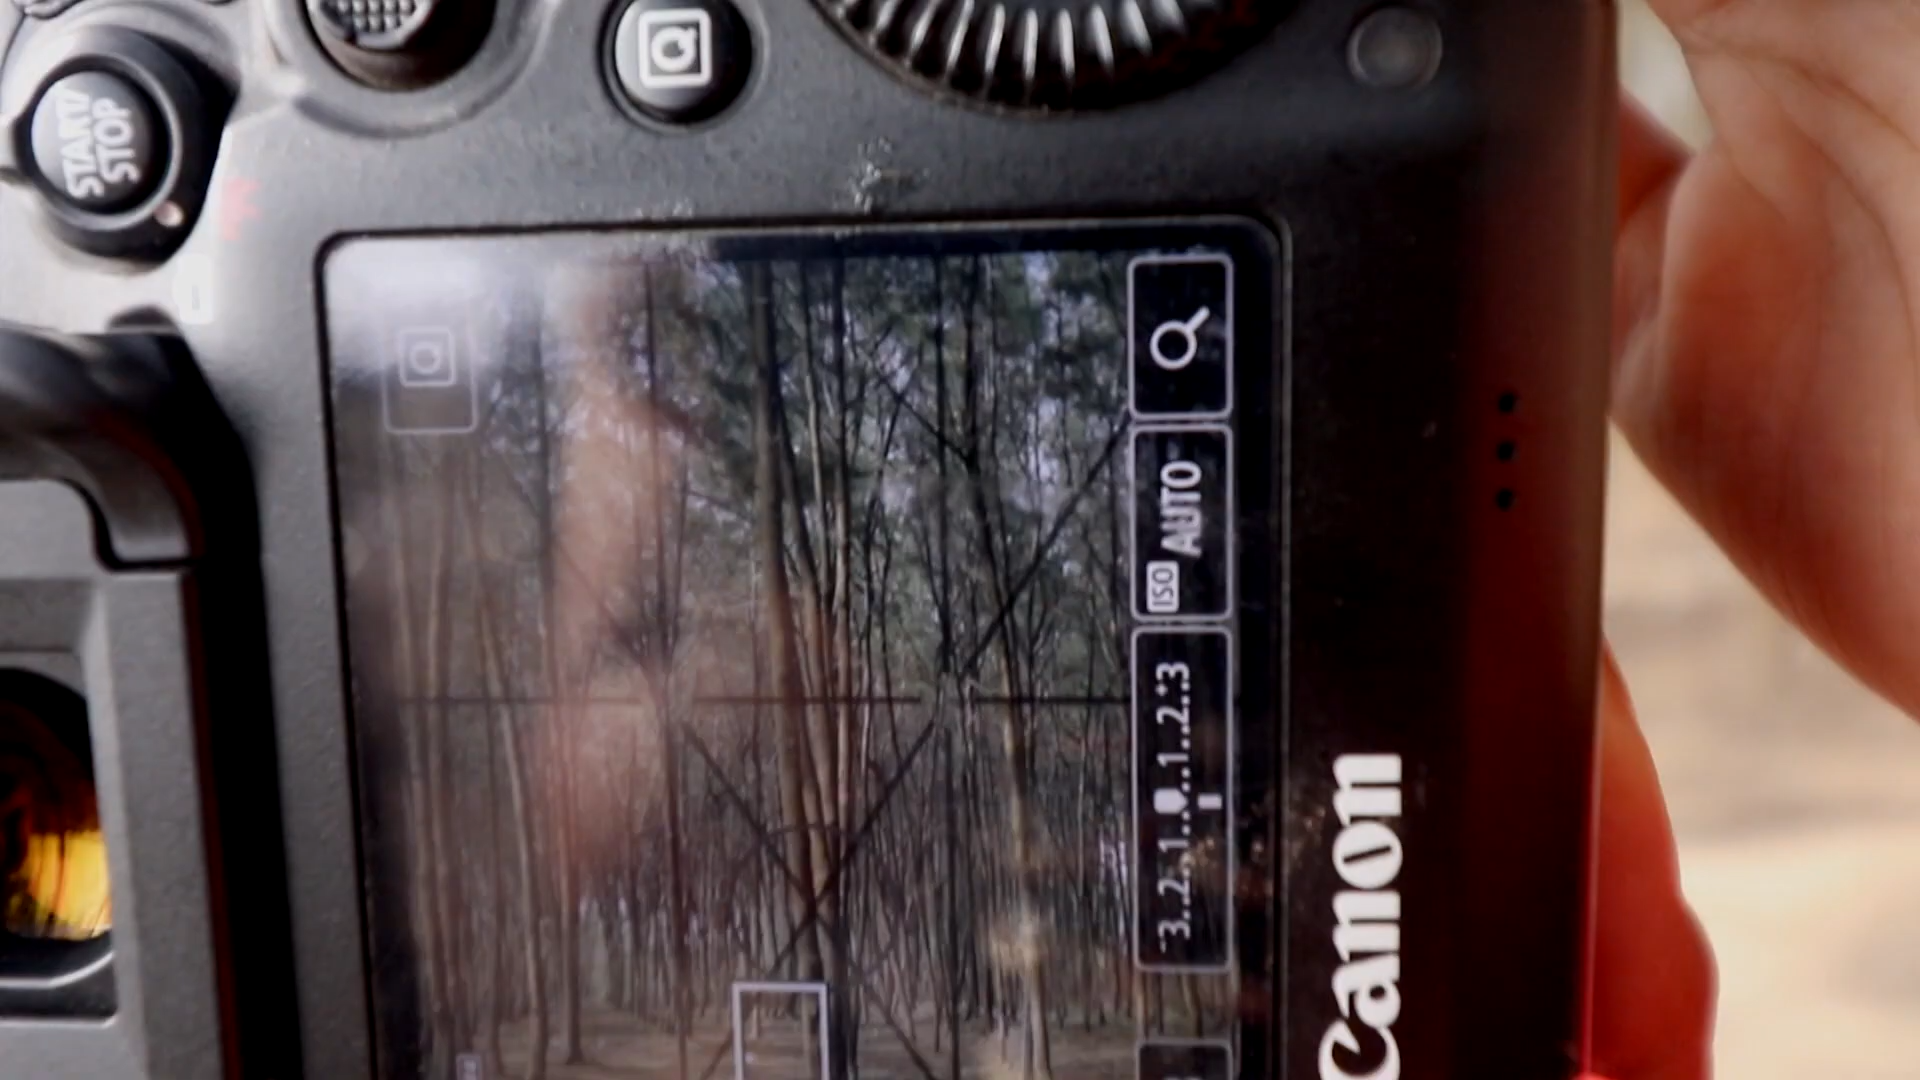 START/
STOP
Q
Q
ISO AUTO
-3..2..1..0..1..2..+3
Canon